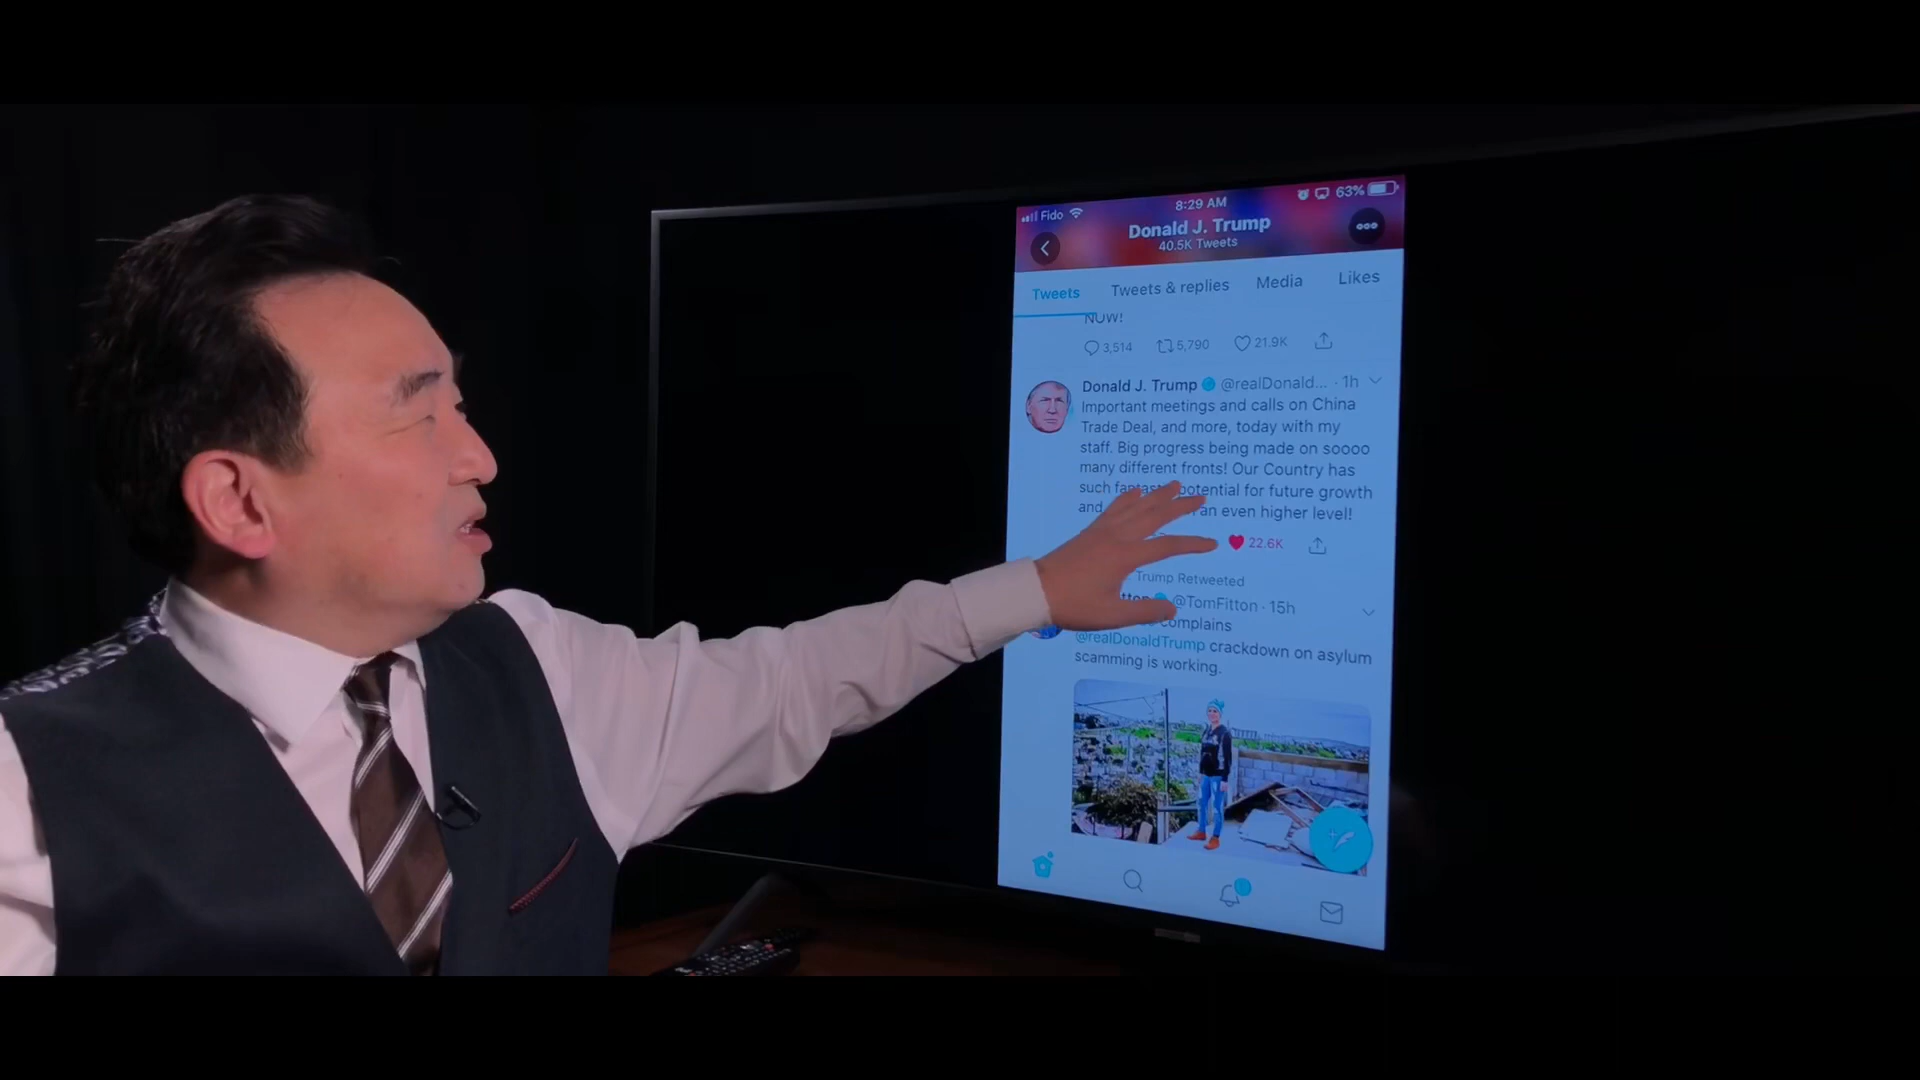 Fido 8:29 AM 63%
Donald J. Trump
40.5K Tweets
Tweets Tweets & replies Media Likes
NOW!
3,514 5,790 21.9K
Donald J. Trump @realDonald... · 1h
Important meetings and calls on China
Trade Deal, and more, today with my
staff. Big progress being made on soooo
many different fronts! Our Country has
such potential for future growth
and an even higher level!
22.6K
Trump Retweeted
@TomFitton · 15h
complains
@realDonaldTrump crackdown on asylum
scamming is working.